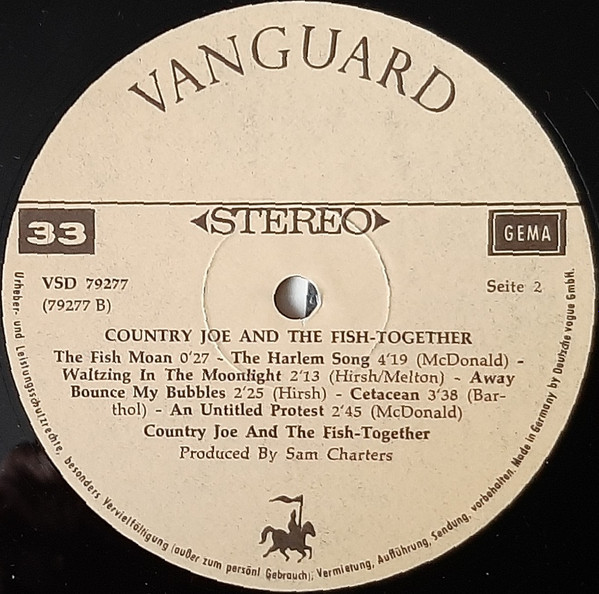 VANGUARD
33
STEREO
GEMA
VSD 79277
(79277 B)
Seite 2
COUNTRY JOE AND THE FISH-TOGETHER
The Fish Moan 0'27 - The Harlem Song 4'19 (McDonald) -
Waltzing In The Moonlight 2'13 (Hirsh/Melton) - Away
Bounce My Bubbles 2'25 (Hirsh) - Cetacean 3'38 (Bar-
thol) - An Untitled Protest 2'45 (McDonald)
Country Joe And The Fish-Together
Produced By Sam Charters
Urheber- und Leistungsschutzrechte, besonders Vervielfältigung (außer zum persönl. Gebrauch), Vermietung, Aufführung, Sendung, vorbehalten. Made in Germany by Deutsche vogue GmbH.